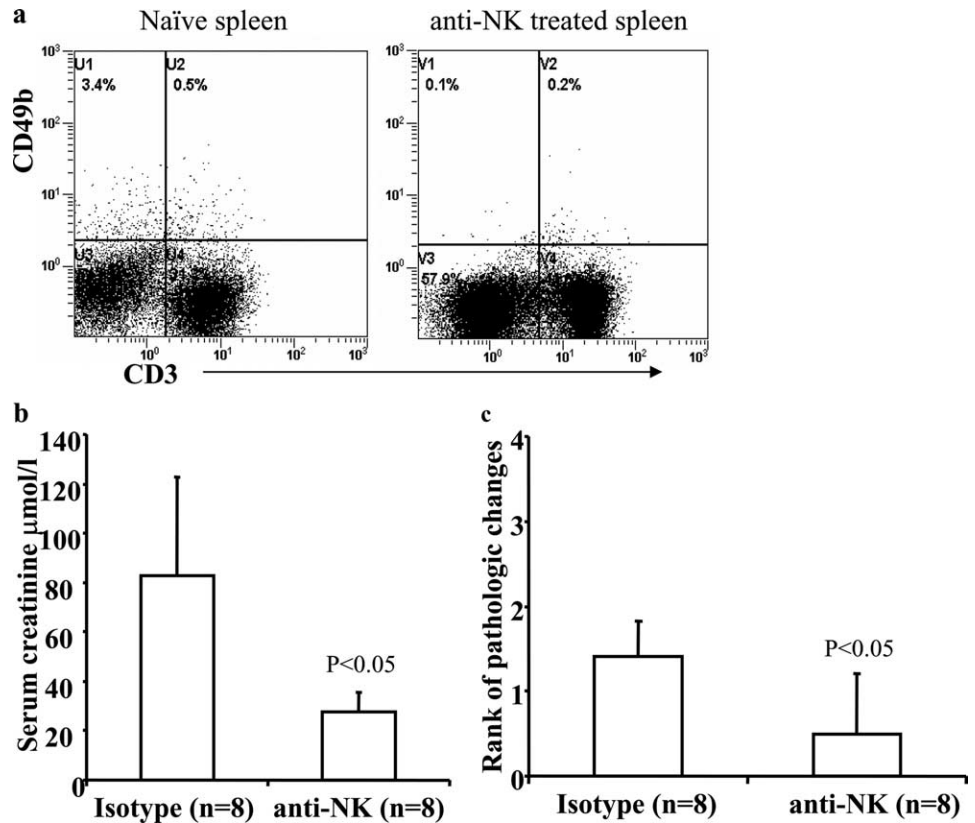 a
Naïve spleen
anti-NK treated spleen
CD49b
10³
10²
10¹
10⁰
U1
3.4%
U2
0.5%
U3
U4
10⁰ 10¹ 10² 10³
10³
10²
10¹
10⁰
V1
0.1%
V2
0.2%
V3
57.9%
V4
10⁰ 10¹ 10² 10³
CD3
b
Serum creatinine µmol/l
140
120
100
80
60
40
20
0
P<0.05
Isotype (n=8) anti-NK (n=8)
c
Rank of pathologic changes
4
3
2
1
0
P<0.05
Isotype (n=8) anti-NK (n=8)